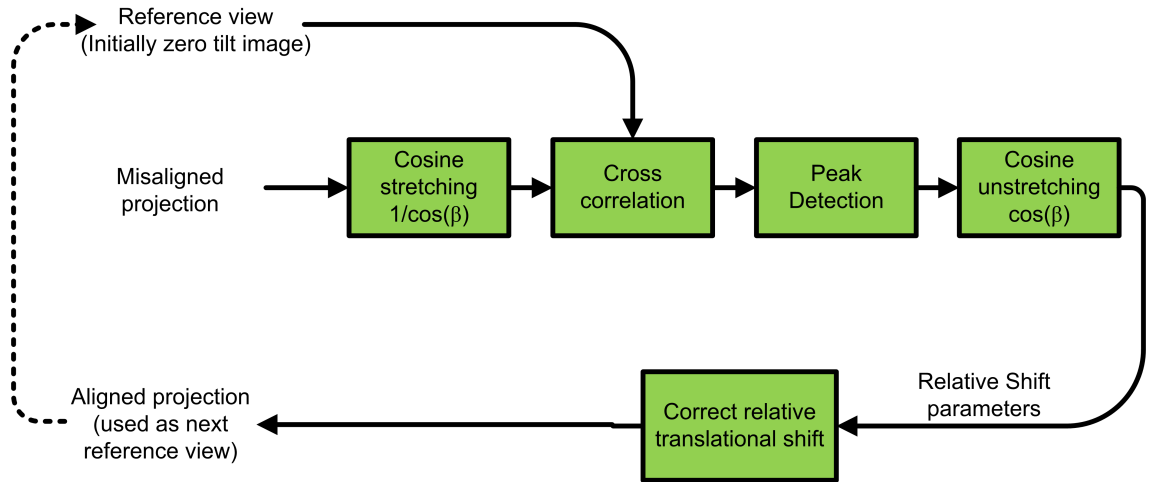 Reference view
(Initially zero tilt image)
Misaligned
projection
Cosine
stretching
1/cos(β)
Cross
correlation
Peak
Detection
Cosine
unstretching
cos(β)
Relative Shift
parameters
Correct relative
translational shift
Aligned projection
(used as next
reference view)